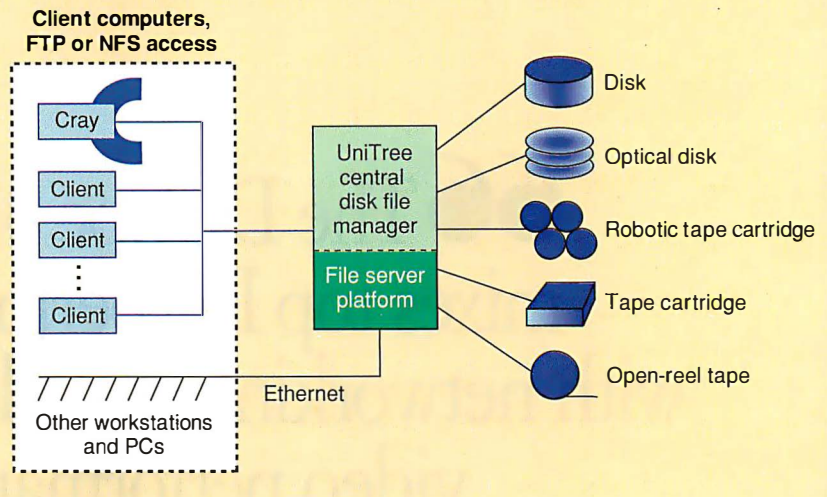 Client computers,
FTP or NFS access
Cray
Client
Client
Client
Other workstations
and PCs
Ethernet
UniTree
central
disk file
manager
File server
platform
Disk
Optical disk
Robotic tape cartridge
Tape cartridge
Open-reel tape